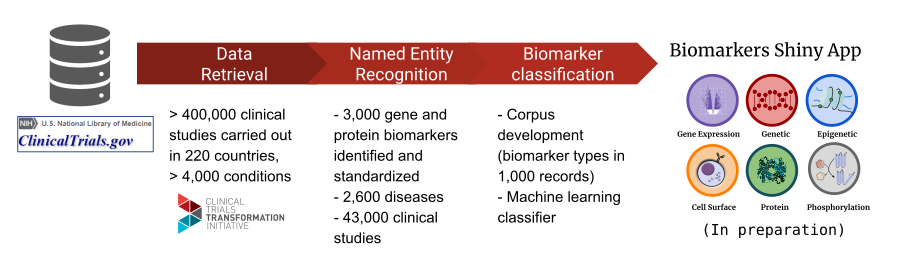 NIH U.S. National Library of Medicine
ClinicalTrials.gov
Data
Retrieval
> 400,000 clinical
studies carried out
in 220 countries,
> 4,000 conditions
CLINICAL
TRIALS
TRANSFORMATION
INITIATIVE
Named Entity
Recognition
- 3,000 gene and
protein biomarkers
identified and
standardized
- 2,600 diseases
- 43,000 clinical
studies
Biomarker
classification
- Corpus
development
(biomarker types in
1,000 records)
- Machine learning
classifier
Biomarkers Shiny App
Gene Expression
Genetic
Epigenetic
Cell Surface
Protein
Phosphorylation
(In preparation)